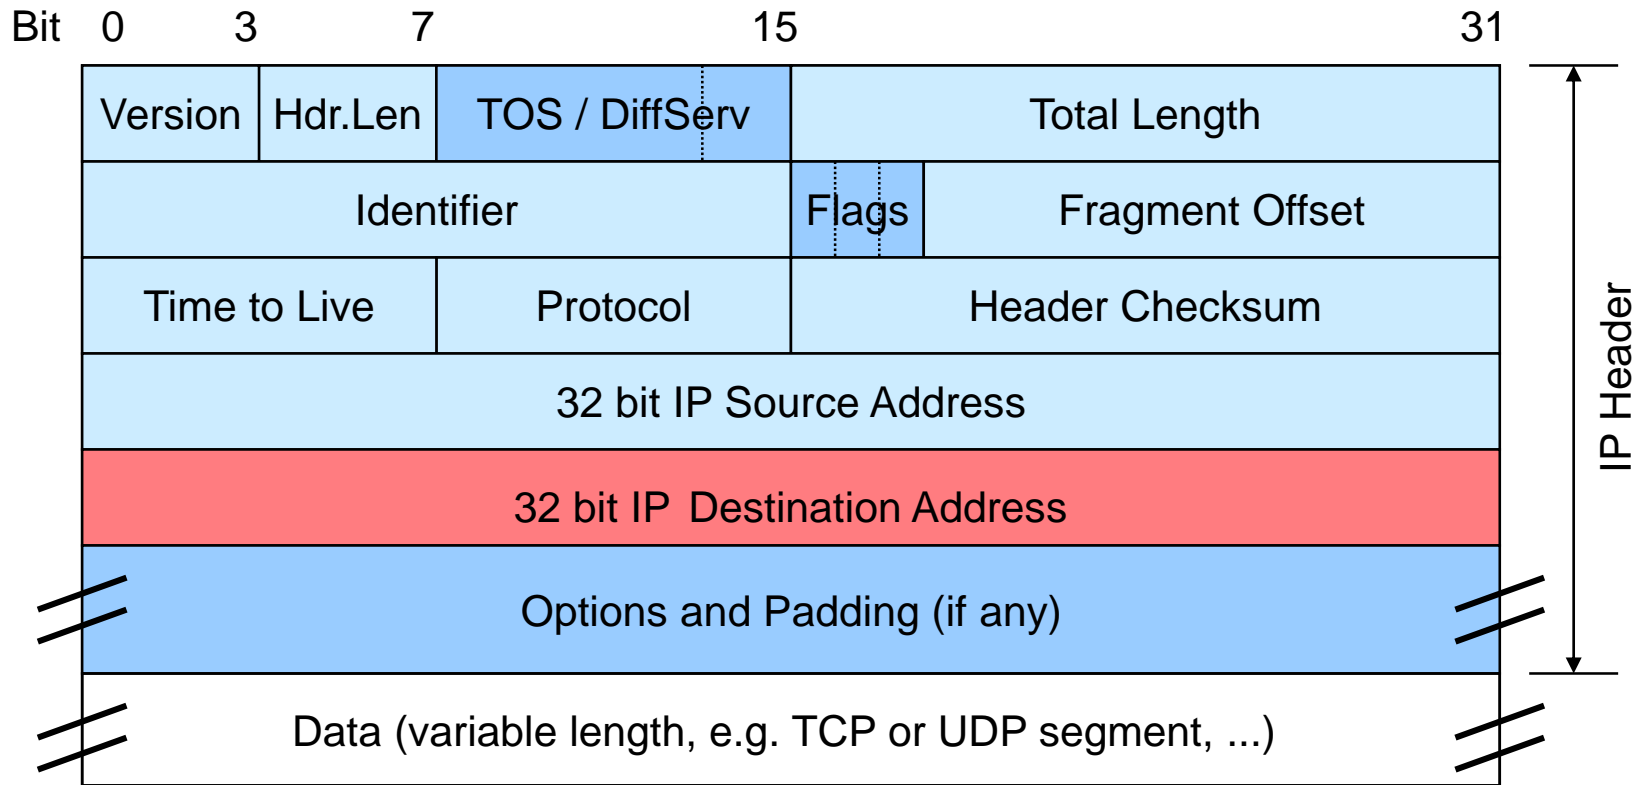 Bit 0 3 7 15 31
Version Hdr.Len TOS / DiffServ Total Length
Identifier Flags Fragment Offset
Time to Live Protocol Header Checksum
32 bit IP Source Address
32 bit IP Destination Address
Options and Padding (if any)
Data (variable length, e.g. TCP or UDP segment, ...)
IP Header